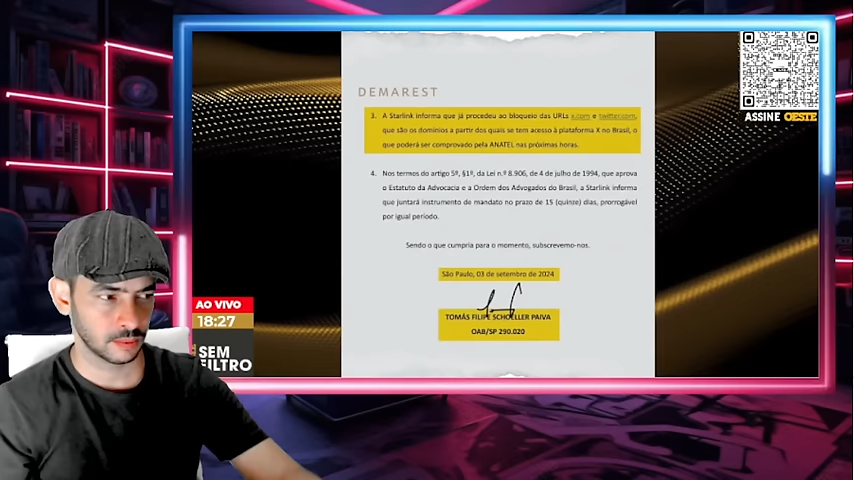 DEMAREST
3. A Starlink informa que já procedeu ao bloqueio das URLs x.com e twitter.com,
que são os domínios a partir dos quais se tem acesso à plataforma X no Brasil, o
que poderá ser comprovado pela ANATEL nas próximas horas.
4. Nos termos do artigo 5º, §1º, da Lei n.º 8.906, de 4 de julho de 1994, que aprova
o Estatuto da Advocacia e a Ordem dos Advogados do Brasil, a Starlink informa
que juntará instrumento de mandato no prazo de 15 (quinze) dias, prorrogável
por igual período.
Sendo o que cumpria para o momento, subscrevemo-nos.
São Paulo, 03 de setembro de 2024
TOMÁS FILIPE SCHOELLER PAIVA
OAB/SP 290.020
ASSINE OESTE
AO VIVO
18:27
SEM
FILTRO